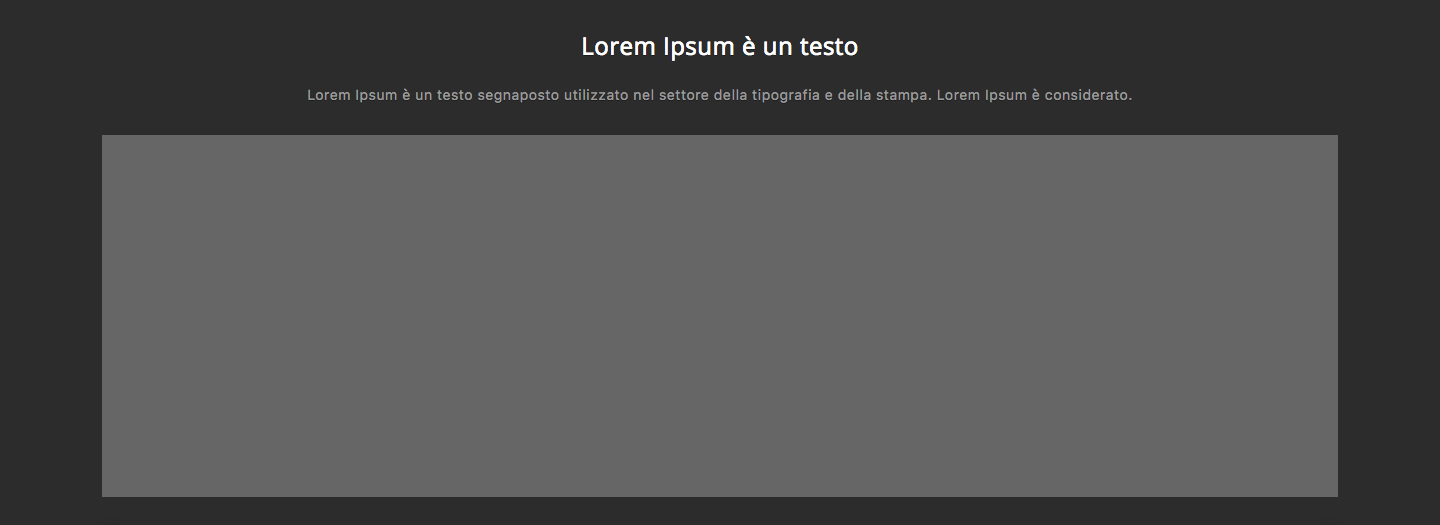 Lorem Ipsum è un testo
Lorem Ipsum è un testo segnaposto utilizzato nel settore della tipografia e della stampa. Lorem Ipsum è considerato.